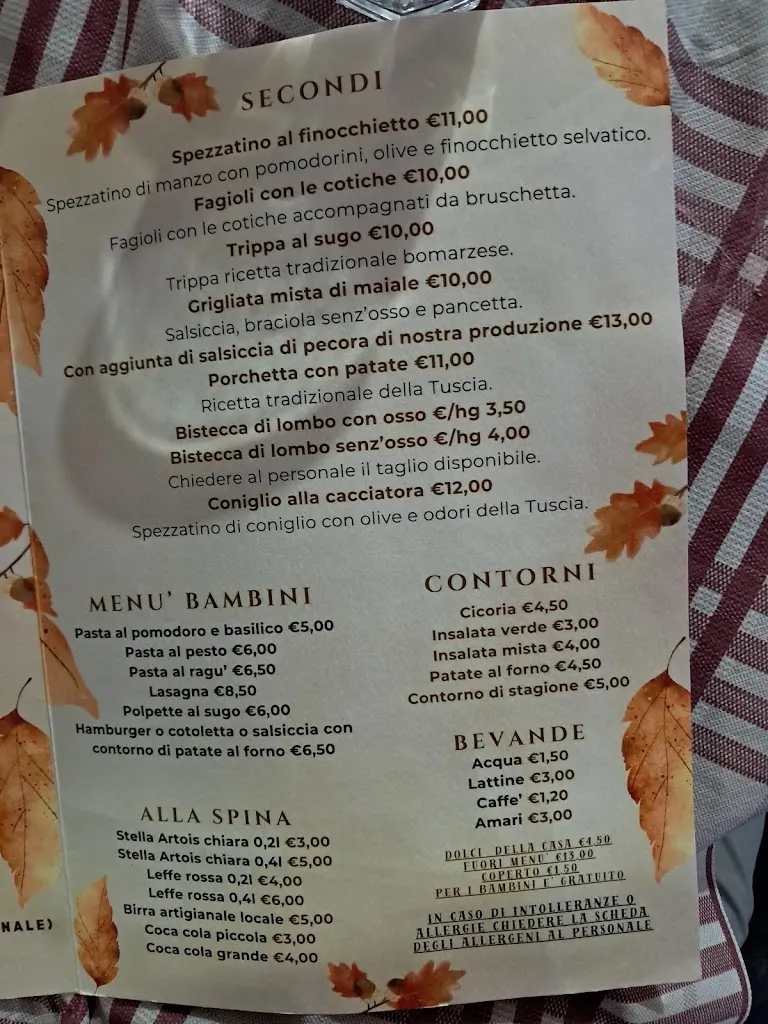 SECONDI
Spezzatino al finocchietto €11,00
Spezzatino di manzo con pomodorini, olive e finocchietto selvatico.
Fagioli con le cotiche €10,00
Fagioli con le cotiche accompagnati da bruschetta.
Trippa al sugo €10,00
Trippa ricetta tradizionale bomarzese.
Grigliata mista di maiale €10,00
Salsiccia, braciola senz'osso e pancetta.
Con aggiunta di salsiccia di pecora di nostra produzione €13,00
Porchetta con patate €11,00
Ricetta tradizionale della Tuscia.
Bistecca di lombo con osso €/hg 3,50
Bistecca di lombo senz'osso €/hg 4,00
Chiedere al personale il taglio disponibile.
Coniglio alla cacciatora €12,00
Spezzatino di coniglio con olive e odori della Tuscia.
MENU' BAMBINI
Pasta al pomodoro e basilico €5,00
Pasta al pesto €6,00
Pasta al ragu' €6,50
Lasagna €8,50
Polpette al sugo €6,00
Hamburger o cotoletta o salsiccia con
contorno di patate al forno €6,50
ALLA SPINA
Stella Artois chiara 0,2l €3,00
Stella Artois chiara 0,4l €5,00
Leffe rossa 0,2l €4,00
Leffe rossa 0,4l €6,00
Birra artigianale locale €5,00
Coca cola piccola €3,00
Coca cola grande €4,00
CONTORNI
Cicoria €4,50
Insalata verde €3,00
Insalata mista €4,00
Patate al forno €4,50
Contorno di stagione €5,00
BEVANDE
Acqua €1,50
Lattine €3,00
Caffe' €1,20
Amari €3,00
DOLCI DELLA CASA €4,50
FUORI MENU' €13,00
COPERTO €1,50
PER I BAMBINI E' GRATUITO
IN CASO DI INTOLLERANZE O
ALLERGIE CHIEDERE LA SCHEDA
DEGLI ALLERGENI AL PERSONALE
NALE)